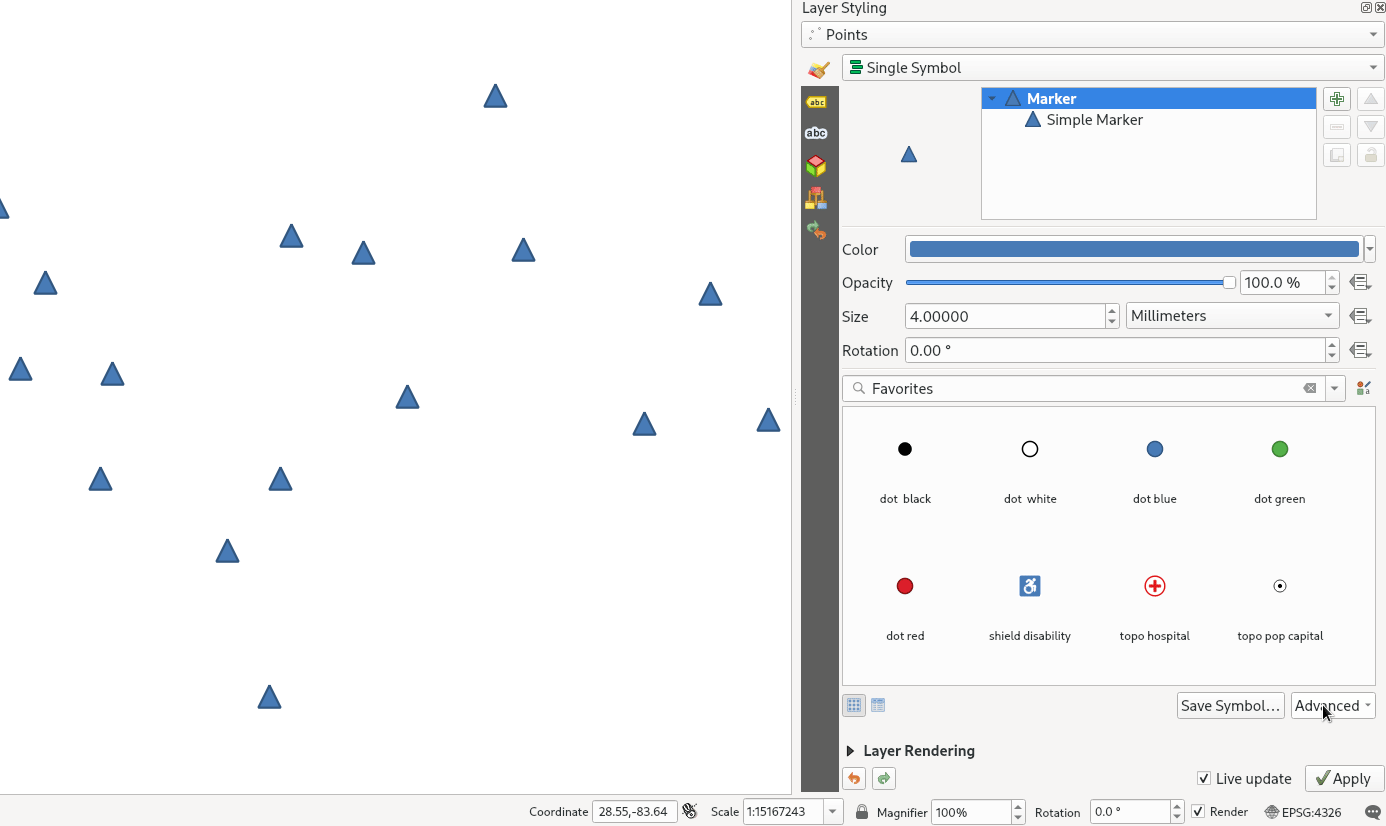 Layer Styling
Points
Single Symbol
Marker
Simple Marker
abc
abc
Color
Opacity 100.0 %
Size 4.00000 Millimeters
Rotation 0.00 °
Favorites
dot black dot white dot blue dot green
dot red shield disability topo hospital topo pop capital
Save Symbol… Advanced
Layer Rendering
Live update Apply
Coordinate 28.55,-83.64 Scale 1:15167243 Magnifier 100% Rotation 0.0 ° Render EPSG:4326